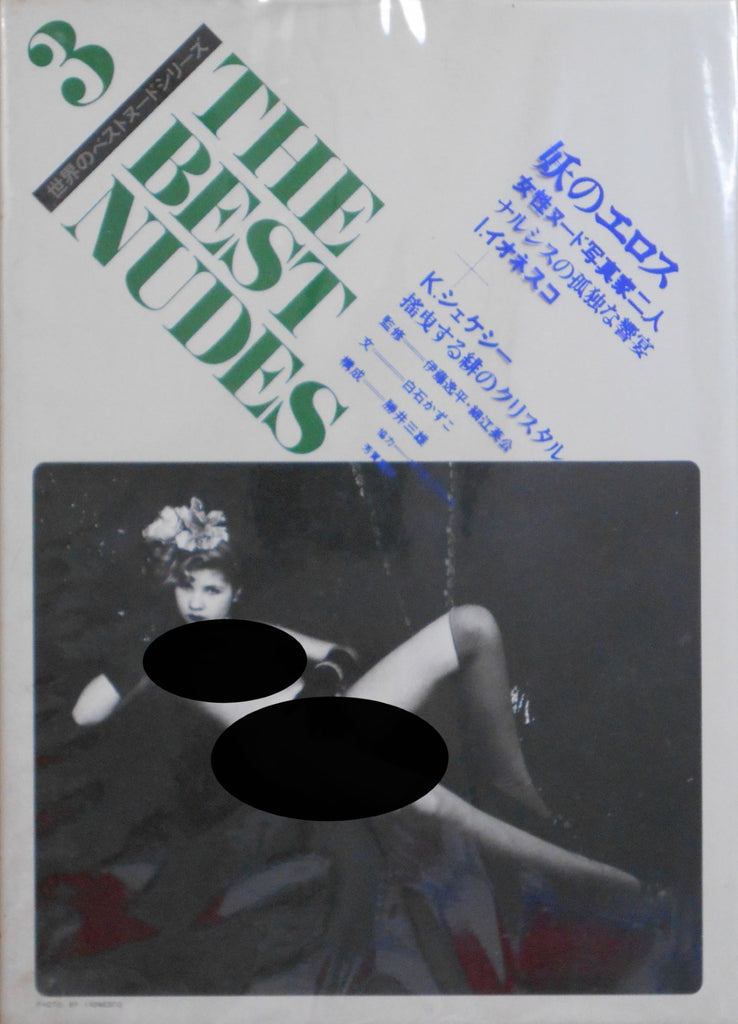 3
世界のベストヌードシリーズ
THE
BEST
NUDES
妖のエロス
女性ヌード写真家二人
ナルシスの孤独な饗宴
I.イオネスコ
K.シェケシー
揺曳する緋のクリスタル
監修──伊藤逸平・細江英公
文──白石かずこ
構成──勝井三雄
協力──
PHOTO BY I.IONESCO